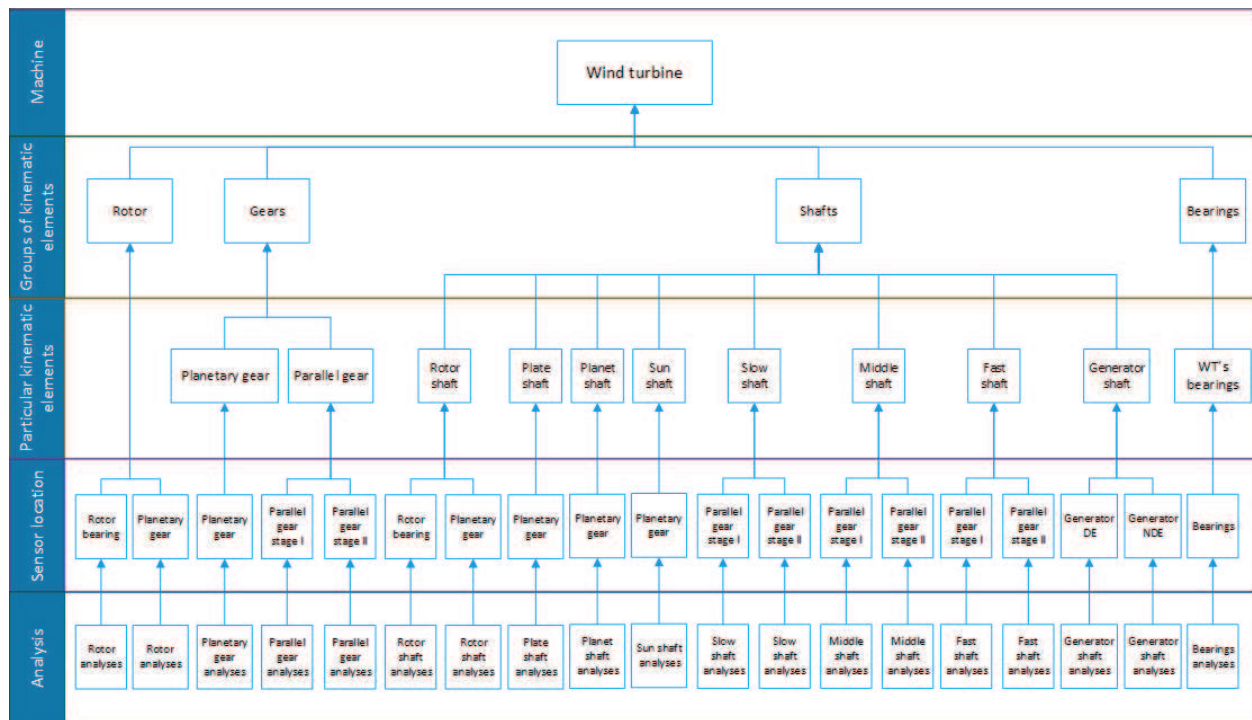 Machine
Wind turbine
Groups of kinematic
elements
Rotor
Gears
Shafts
Bearings
Particular kinematic
elements
Planetary gear
Parallel gear
Rotor
shaft
Plate
shaft
Planet
shaft
Sun
shaft
Slow
shaft
Middle
shaft
Fast
shaft
Generator
shaft
WT's
bearings
Sensor location
Rotor
bearing
Planetary
gear
Planetary
gear
Parallel
gear
stage I
Parallel
gear
stage II
Rotor
bearing
Planetary
gear
Planetary
gear
Planetary
gear
Planetary
gear
Parallel
gear
stage I
Parallel
gear
stage II
Parallel
gear
stage I
Parallel
gear
stage II
Parallel
gear
stage I
Parallel
gear
stage II
Generator
DE
Generator
NDE
Bearings
Analysis
Rotor
analyses
Rotor
analyses
Planetary
gear
analyses
Parallel
gear
analyses
Parallel
gear
analyses
Rotor
shaft
analyses
Rotor
shaft
analyses
Plate
shaft
analyses
Planet
shaft
analyses
Sun shaft
analyses
Slow
shaft
analyses
Slow
shaft
analyses
Middle
shaft
analyses
Middle
shaft
analyses
Fast
shaft
analyses
Fast
shaft
analyses
Generator
shaft
analyses
Generator
shaft
analyses
Bearings
analyses